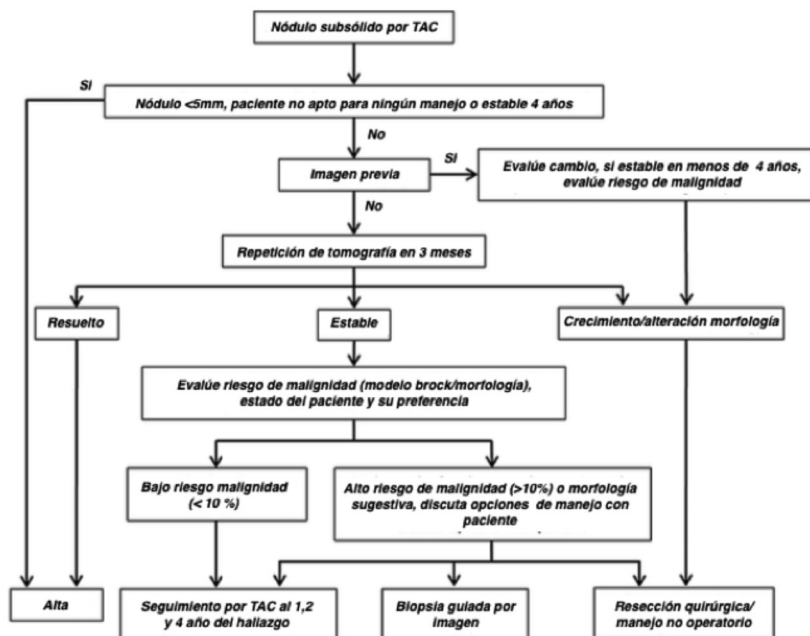 Nódulo subsólido por TAC
Si
Nódulo <5mm, paciente no apto para ningún manejo o estable 4 años
No
Imagen previa
Si
Evalúe cambio, si estable en menos de 4 años,
evalúe riesgo de malignidad
No
Repetición de tomografía en 3 meses
Resuelto
Estable
Crecimiento/alteración morfología
Evalúe riesgo de malignidad (modelo brock/morfología),
estado del paciente y su preferencia
Bajo riesgo malignidad
(< 10 %)
Alto riesgo de malignidad (>10%) o morfología
sugestiva, discuta opciones de manejo con
paciente
Alta
Seguimiento por TAC al 1,2
y 4 año del hallazgo
Biopsia guiada por
imagen
Resección quirúrgica/
manejo no operatorio